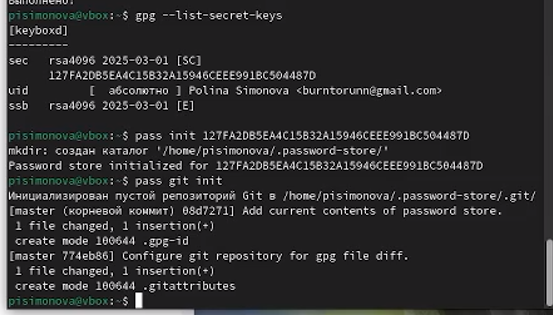 выполнено!
pisimonova@vbox:~$ gpg --list-secret-keys
[keyboxd]
---------
sec   rsa4096 2025-03-01 [SC]
      127FA2DB5EA4C15B32A15946CEEE991BC504487D
uid         [  абсолютно ] Polina Simonova <burntorunn@gmail.com>
ssb   rsa4096 2025-03-01 [E]
pisimonova@vbox:~$ pass init 127FA2DB5EA4C15B32A15946CEEE991BC504487D
mkdir: создан каталог '/home/pisimonova/.password-store/'
Password store initialized for 127FA2DB5EA4C15B32A15946CEEE991BC504487D
pisimonova@vbox:~$ pass git init
Инициализирован пустой репозиторий Git в /home/pisimonova/.password-store/.git/
[master (корневой коммит) 08d7271] Add current contents of password store.
 1 file changed, 1 insertion(+)
 create mode 100644 .gpg-id
[master 774eb86] Configure git repository for gpg file diff.
 1 file changed, 1 insertion(+)
 create mode 100644 .gitattributes
pisimonova@vbox:~$